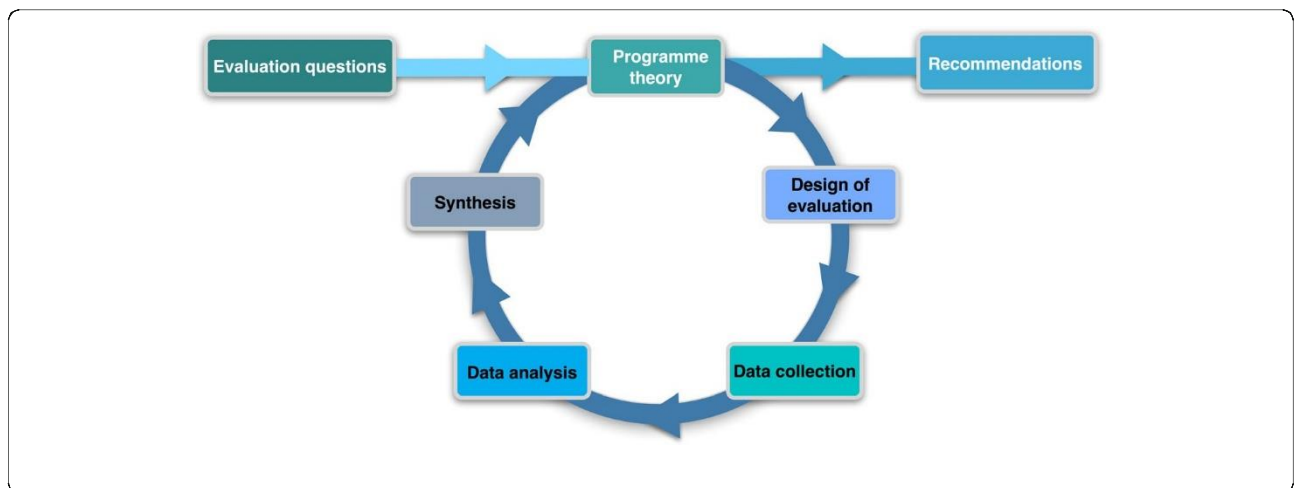 Evaluation questions
Programme
theory
Recommendations
Synthesis
Design of
evaluation
Data analysis
Data collection